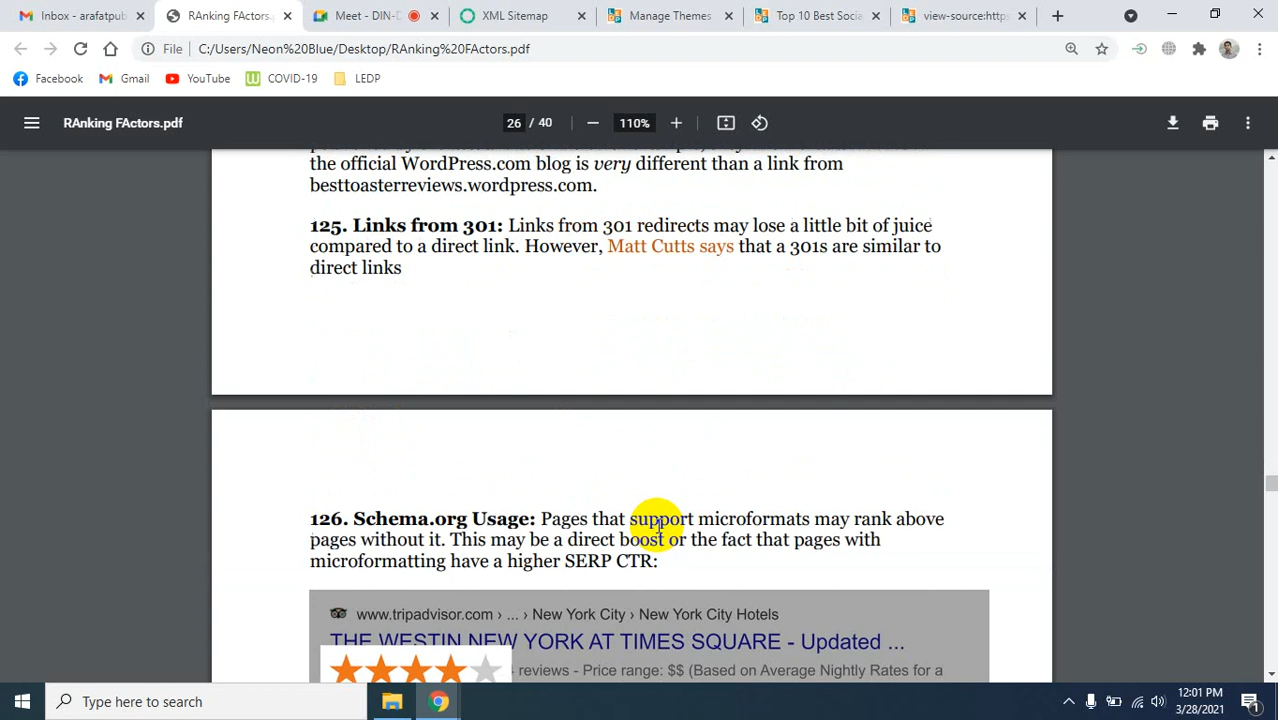 Inbox - arafatpub
RAnking FActors.
Meet - DIN-D
XML Sitemap
Manage Themes
Top 10 Best Socia
view-source:https
File
C:/Users/Neon%20Blue/Desktop/RAnking%20FActors.pdf
Facebook
Gmail
YouTube
COVID-19
LEDP
RAnking FActors.pdf
26 / 40
110%
the official WordPress.com blog is very different than a link from
besttoasterreviews.wordpress.com.
125. Links from 301: Links from 301 redirects may lose a little bit of juice
compared to a direct link. However, Matt Cutts says that a 301s are similar to
direct links
126. Schema.org Usage: Pages that support microformats may rank above
pages without it. This may be a direct boost or the fact that pages with
microformatting have a higher SERP CTR:
www.tripadvisor.com › ... › New York City › New York City Hotels
THE WESTIN NEW YORK AT TIMES SQUARE - Updated ...
reviews - Price range: $$ (Based on Average Nightly Rates for a
Type here to search
12:01 PM
3/28/2021
1